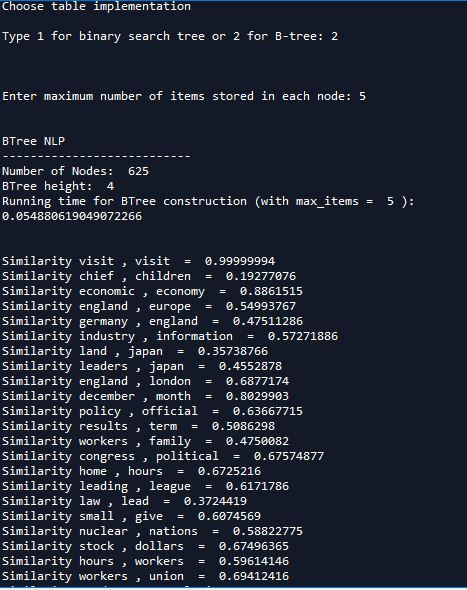 Choose table implementation
Type 1 for binary search tree or 2 for B-tree: 2
Enter maximum number of items stored in each node: 5
BTree NLP
---------------------------
Number of Nodes:  625
BTree height:  4
Running time for BTree construction (with max_items =  5 ):
0.054880619049072266
Similarity visit , visit  =  0.99999994
Similarity chief , children  =  0.19277076
Similarity economic , economy  =  0.8861515
Similarity england , europe  =  0.54993767
Similarity germany , england  =  0.47511286
Similarity industry , information  =  0.57271886
Similarity land , japan  =  0.35738766
Similarity leaders , japan  =  0.4552878
Similarity england , london  =  0.6877174
Similarity december , month  =  0.8029903
Similarity policy , official  =  0.63667715
Similarity results , term  =  0.5086298
Similarity workers , family  =  0.4750082
Similarity congress , political  =  0.67574877
Similarity home , hours  =  0.6725216
Similarity leading , league  =  0.6171786
Similarity law , lead  =  0.3724419
Similarity small , give  =  0.6074569
Similarity nuclear , nations  =  0.58822775
Similarity stock , dollars  =  0.67496365
Similarity hours , workers  =  0.59614146
Similarity workers , union  =  0.69412416